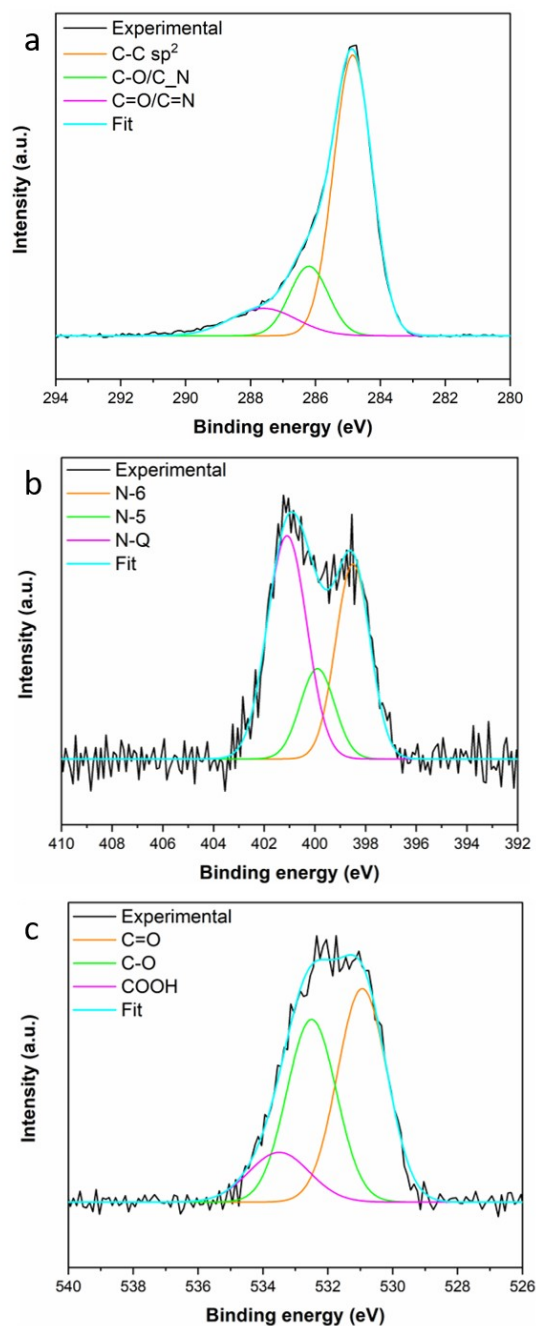 a
Experimental
C-C sp²
C-O/C_N
C=O/C=N
Fit
Intensity (a.u.)
294 292 290 288 286 284 282 280
Binding energy (eV)
b
Experimental
N-6
N-5
N-Q
Fit
Intensity (a.u.)
410 408 406 404 402 400 398 396 394 392
Binding energy (eV)
c
Experimental
C=O
C-O
COOH
Fit
Intensity (a.u.)
540 538 536 534 532 530 528 526
Binding energy (eV)